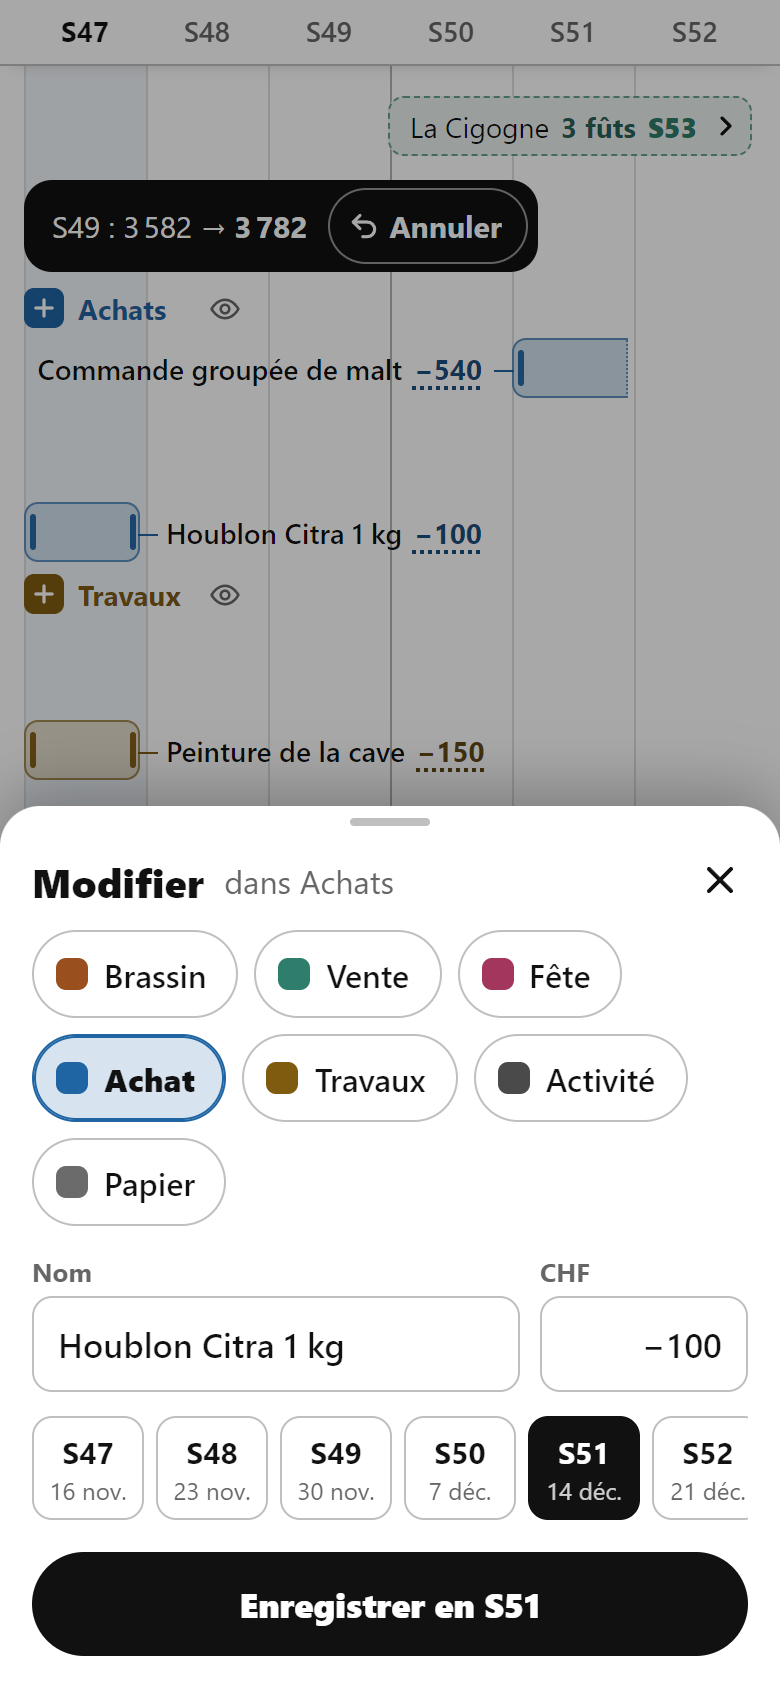 S47 S48 S49 S50 S51 S52
La Cigogne 3 fûts S53
S49 : 3 582 → 3 782 Annuler
Achats
Commande groupée de malt −540
Houblon Citra 1 kg −100
Travaux
Peinture de la cave −150
Modifier dans Achats
Brassin Vente Fête
Achat Travaux Activité
Papier
Nom CHF
Houblon Citra 1 kg −100
S47 S48 S49 S50 S51 S52
16 nov. 23 nov. 30 nov. 7 déc. 14 déc. 21 déc.
Enregistrer en S51